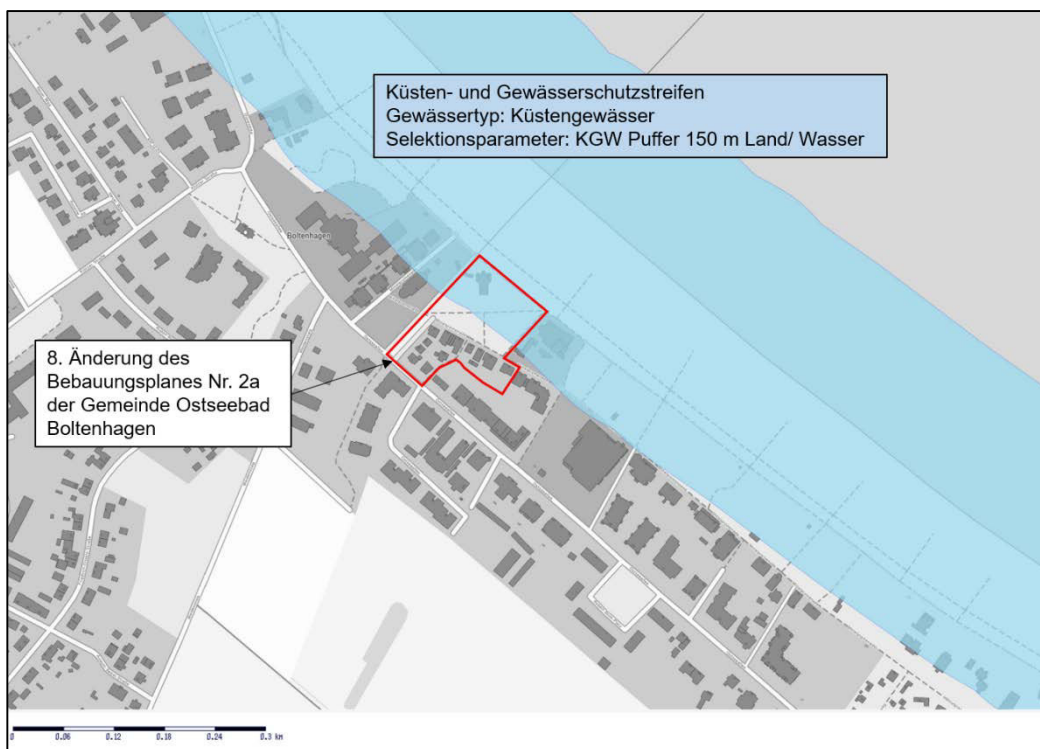 Küsten- und Gewässerschutzstreifen
Gewässertyp: Küstengewässer
Selektionsparameter: KGW Puffer 150 m Land/ Wasser
Boltenhagen
8. Änderung des
Bebauungsplanes Nr. 2a
der Gemeinde Ostseebad
Boltenhagen
0 0.06 0.12 0.18 0.24 0.3 km